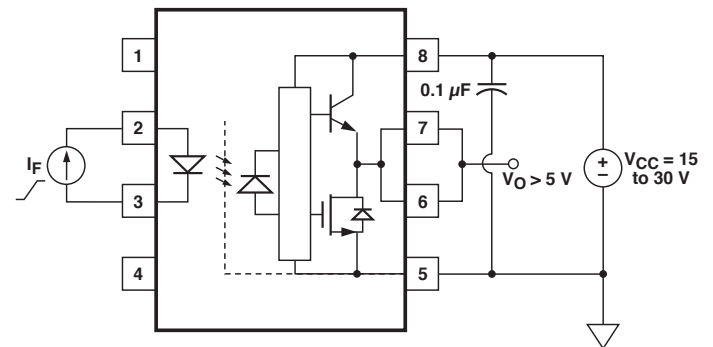 1
8
0.1 µF
2
7
I_F
V_O > 5 V
+
–
V_CC = 15
to 30 V
3
6
4
5